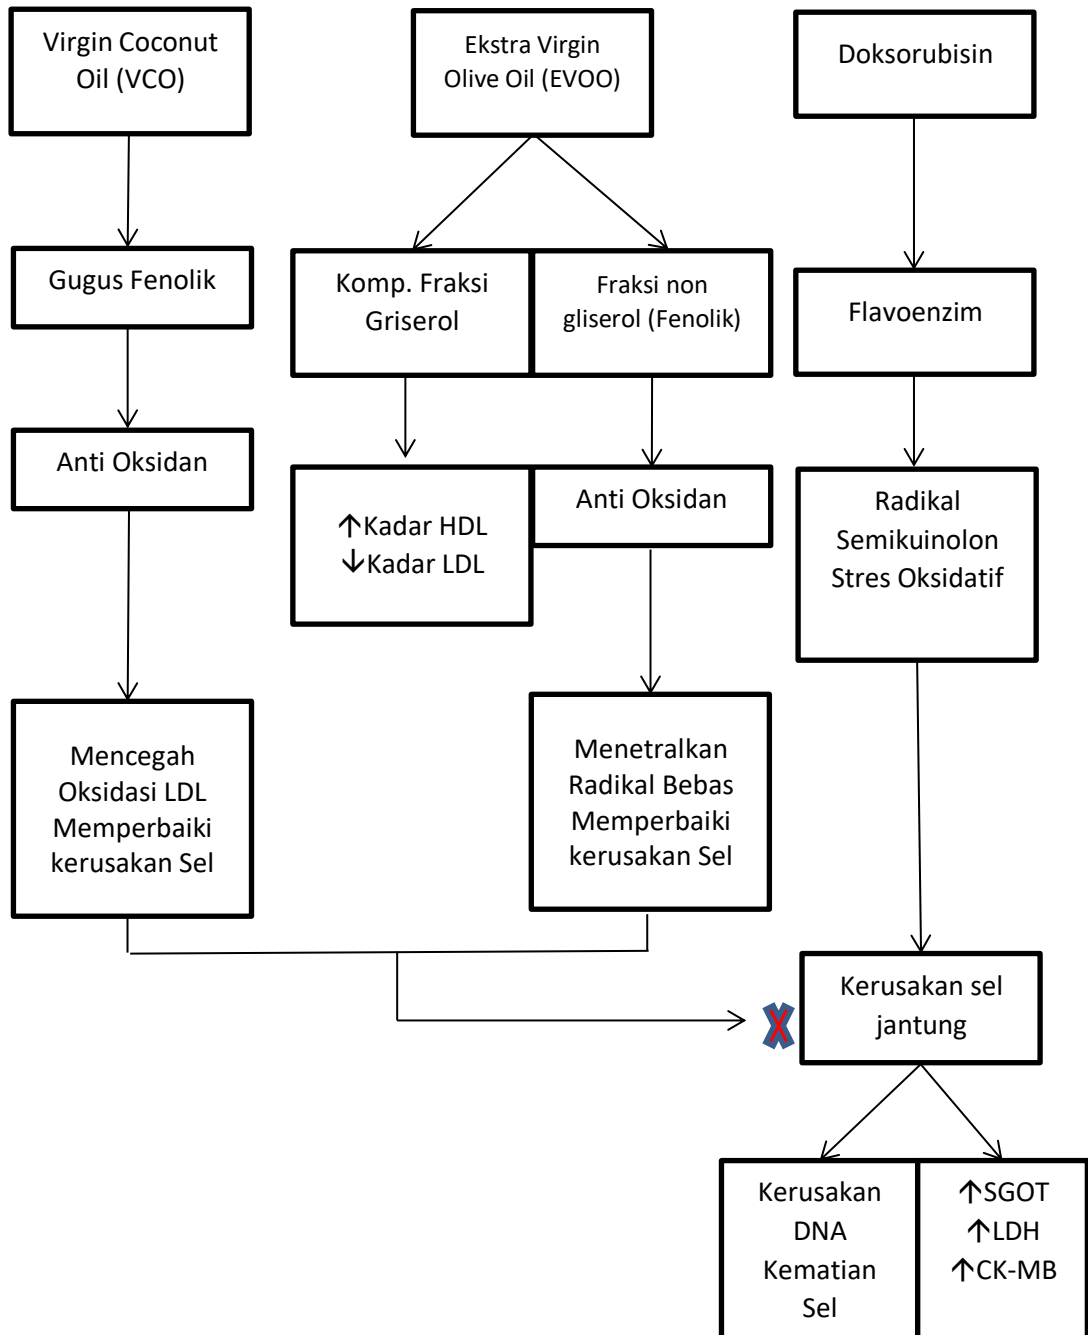 Virgin Coconut
Oil (VCO)
Ekstra Virgin
Olive Oil (EVOO)
Doksorubisin
Gugus Fenolik
Komp. Fraksi
Griserol
Fraksi non
gliserol (Fenolik)
Flavoenzim
Anti Oksidan
↑Kadar HDL
↓Kadar LDL
Anti Oksidan
Radikal
Semikuinolon
Stres Oksidatif
Mencegah
Oksidasi LDL
Memperbaiki
kerusakan Sel
Menetralkan
Radikal Bebas
Memperbaiki
kerusakan Sel
Kerusakan sel
jantung
X
Kerusakan
DNA
Kematian
Sel
↑SGOT
↑LDH
↑CK-MB